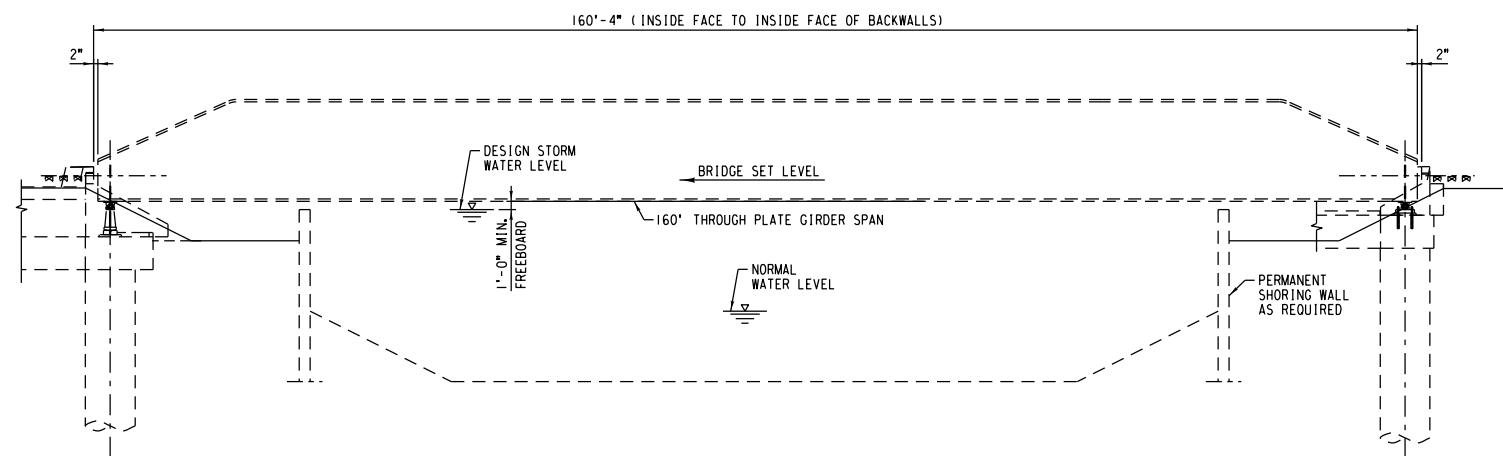 160'-4" (INSIDE FACE TO INSIDE FACE OF BACKWALLS)
2"
2"
DESIGN STORM
WATER LEVEL
BRIDGE SET LEVEL
160' THROUGH PLATE GIRDER SPAN
1'-0" MIN.
FREEBOARD
NORMAL
WATER LEVEL
PERMANENT
SHORING WALL
AS REQUIRED